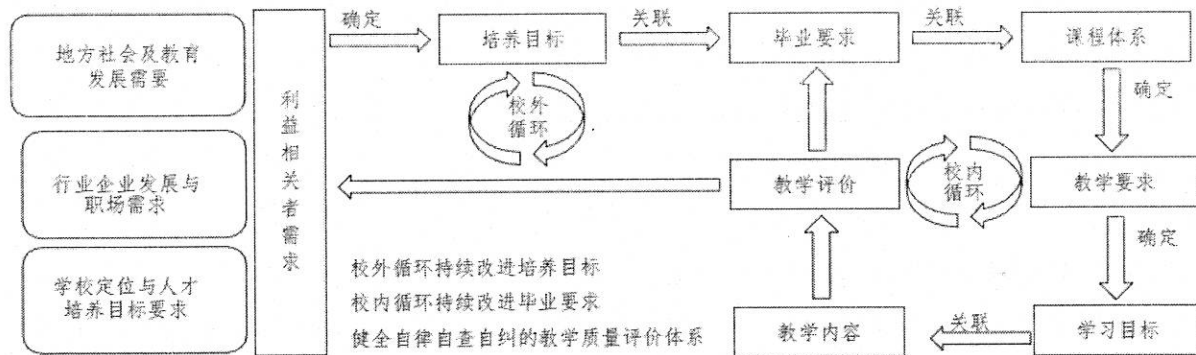 地方社会及教育
发展需要
行业企业发展与
职场需求
学校定位与人才
培养目标要求
利益相关者需求
确定
培养目标
关联
毕业要求
关联
课程体系
校外
循环
确定
教学评价
校内
循环
教学要求
确定
校外循环持续改进培养目标
校内循环持续改进毕业要求
健全自律自查自纠的教学质量评价体系
教学内容
关联
学习目标